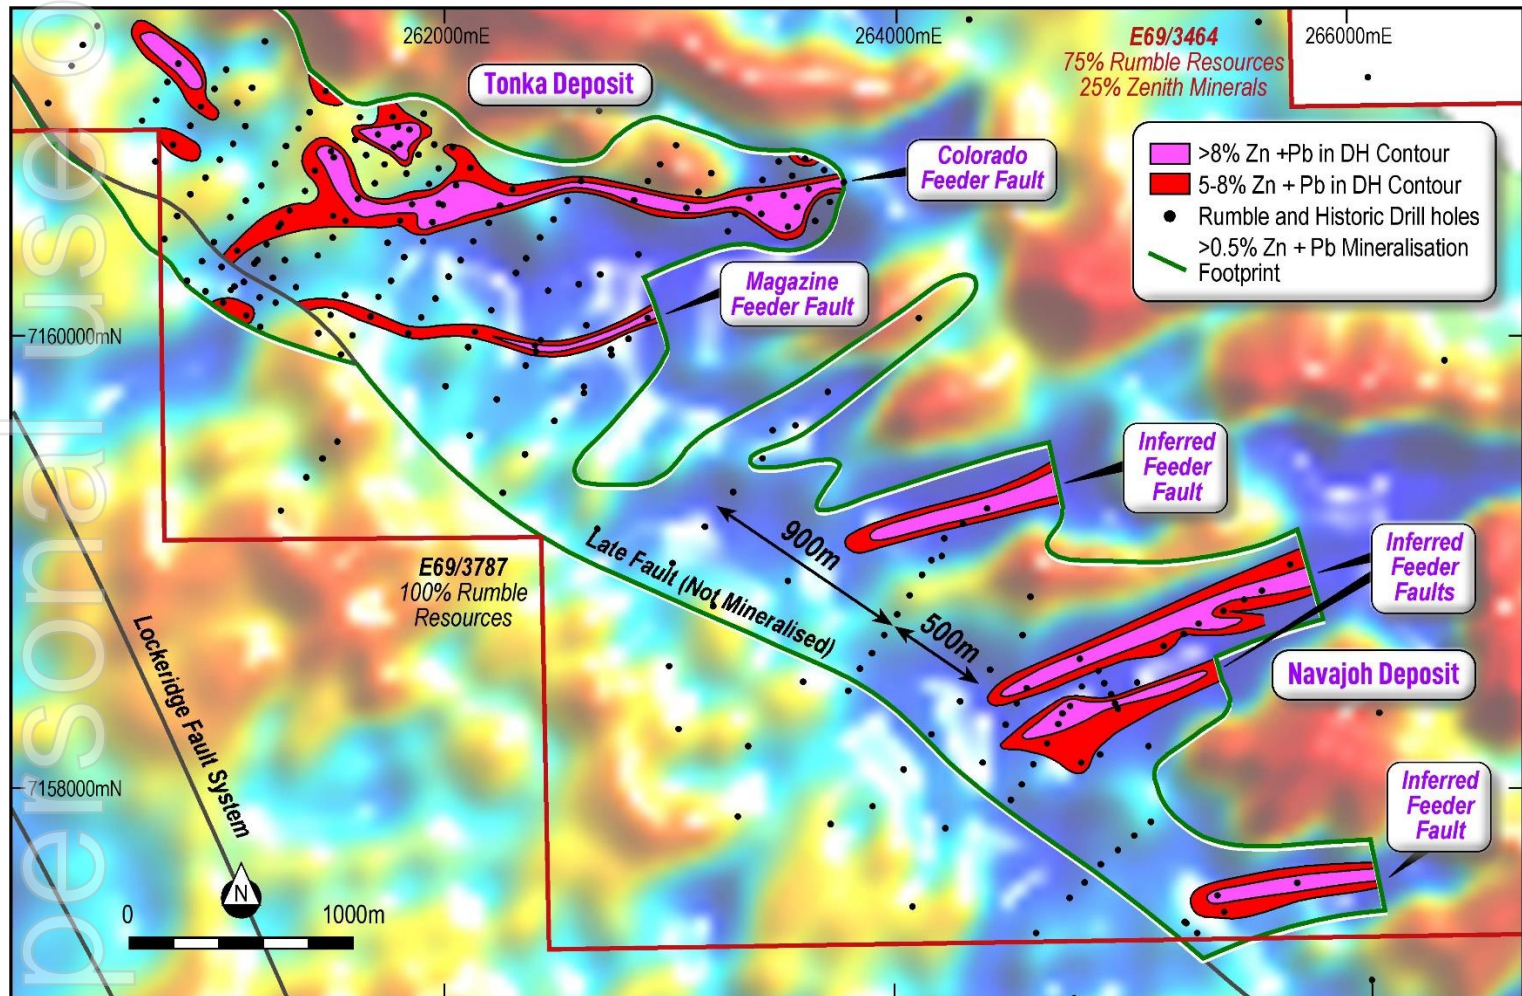 262000mE
264000mE
266000mE
E69/3464
75% Rumble Resources
25% Zenith Minerals
Tonka Deposit
Colorado
Feeder Fault
>8% Zn +Pb in DH Contour
5-8% Zn + Pb in DH Contour
Rumble and Historic Drill holes
>0.5% Zn + Pb Mineralisation
Footprint
Magazine
Feeder Fault
7160000mN
Inferred
Feeder
Fault
900m
500m
Late Fault (Not Mineralised)
Inferred
Feeder
Faults
E69/3787
100% Rumble
Resources
Lockeridge Fault System
Navajoh Deposit
7158000mN
Inferred
Feeder
Fault
N
0
1000m
personal use o